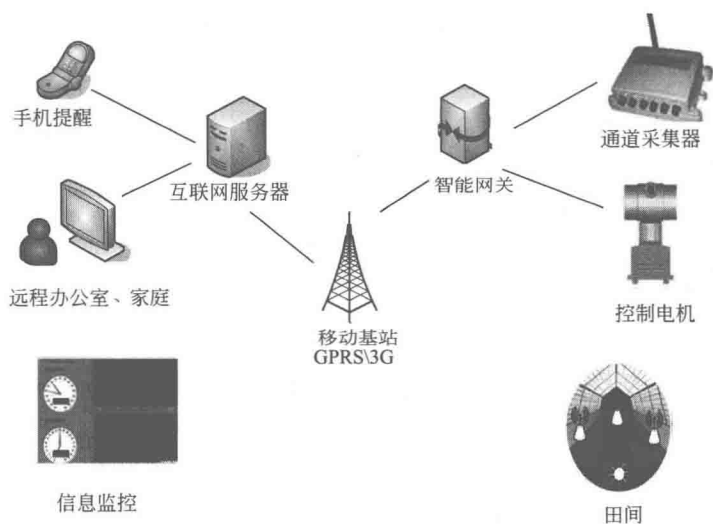 手机提醒
互联网服务器
智能网关
通道采集器
远程办公室、家庭
移动基站
GPRS\3G
控制电机
信息监控
田间